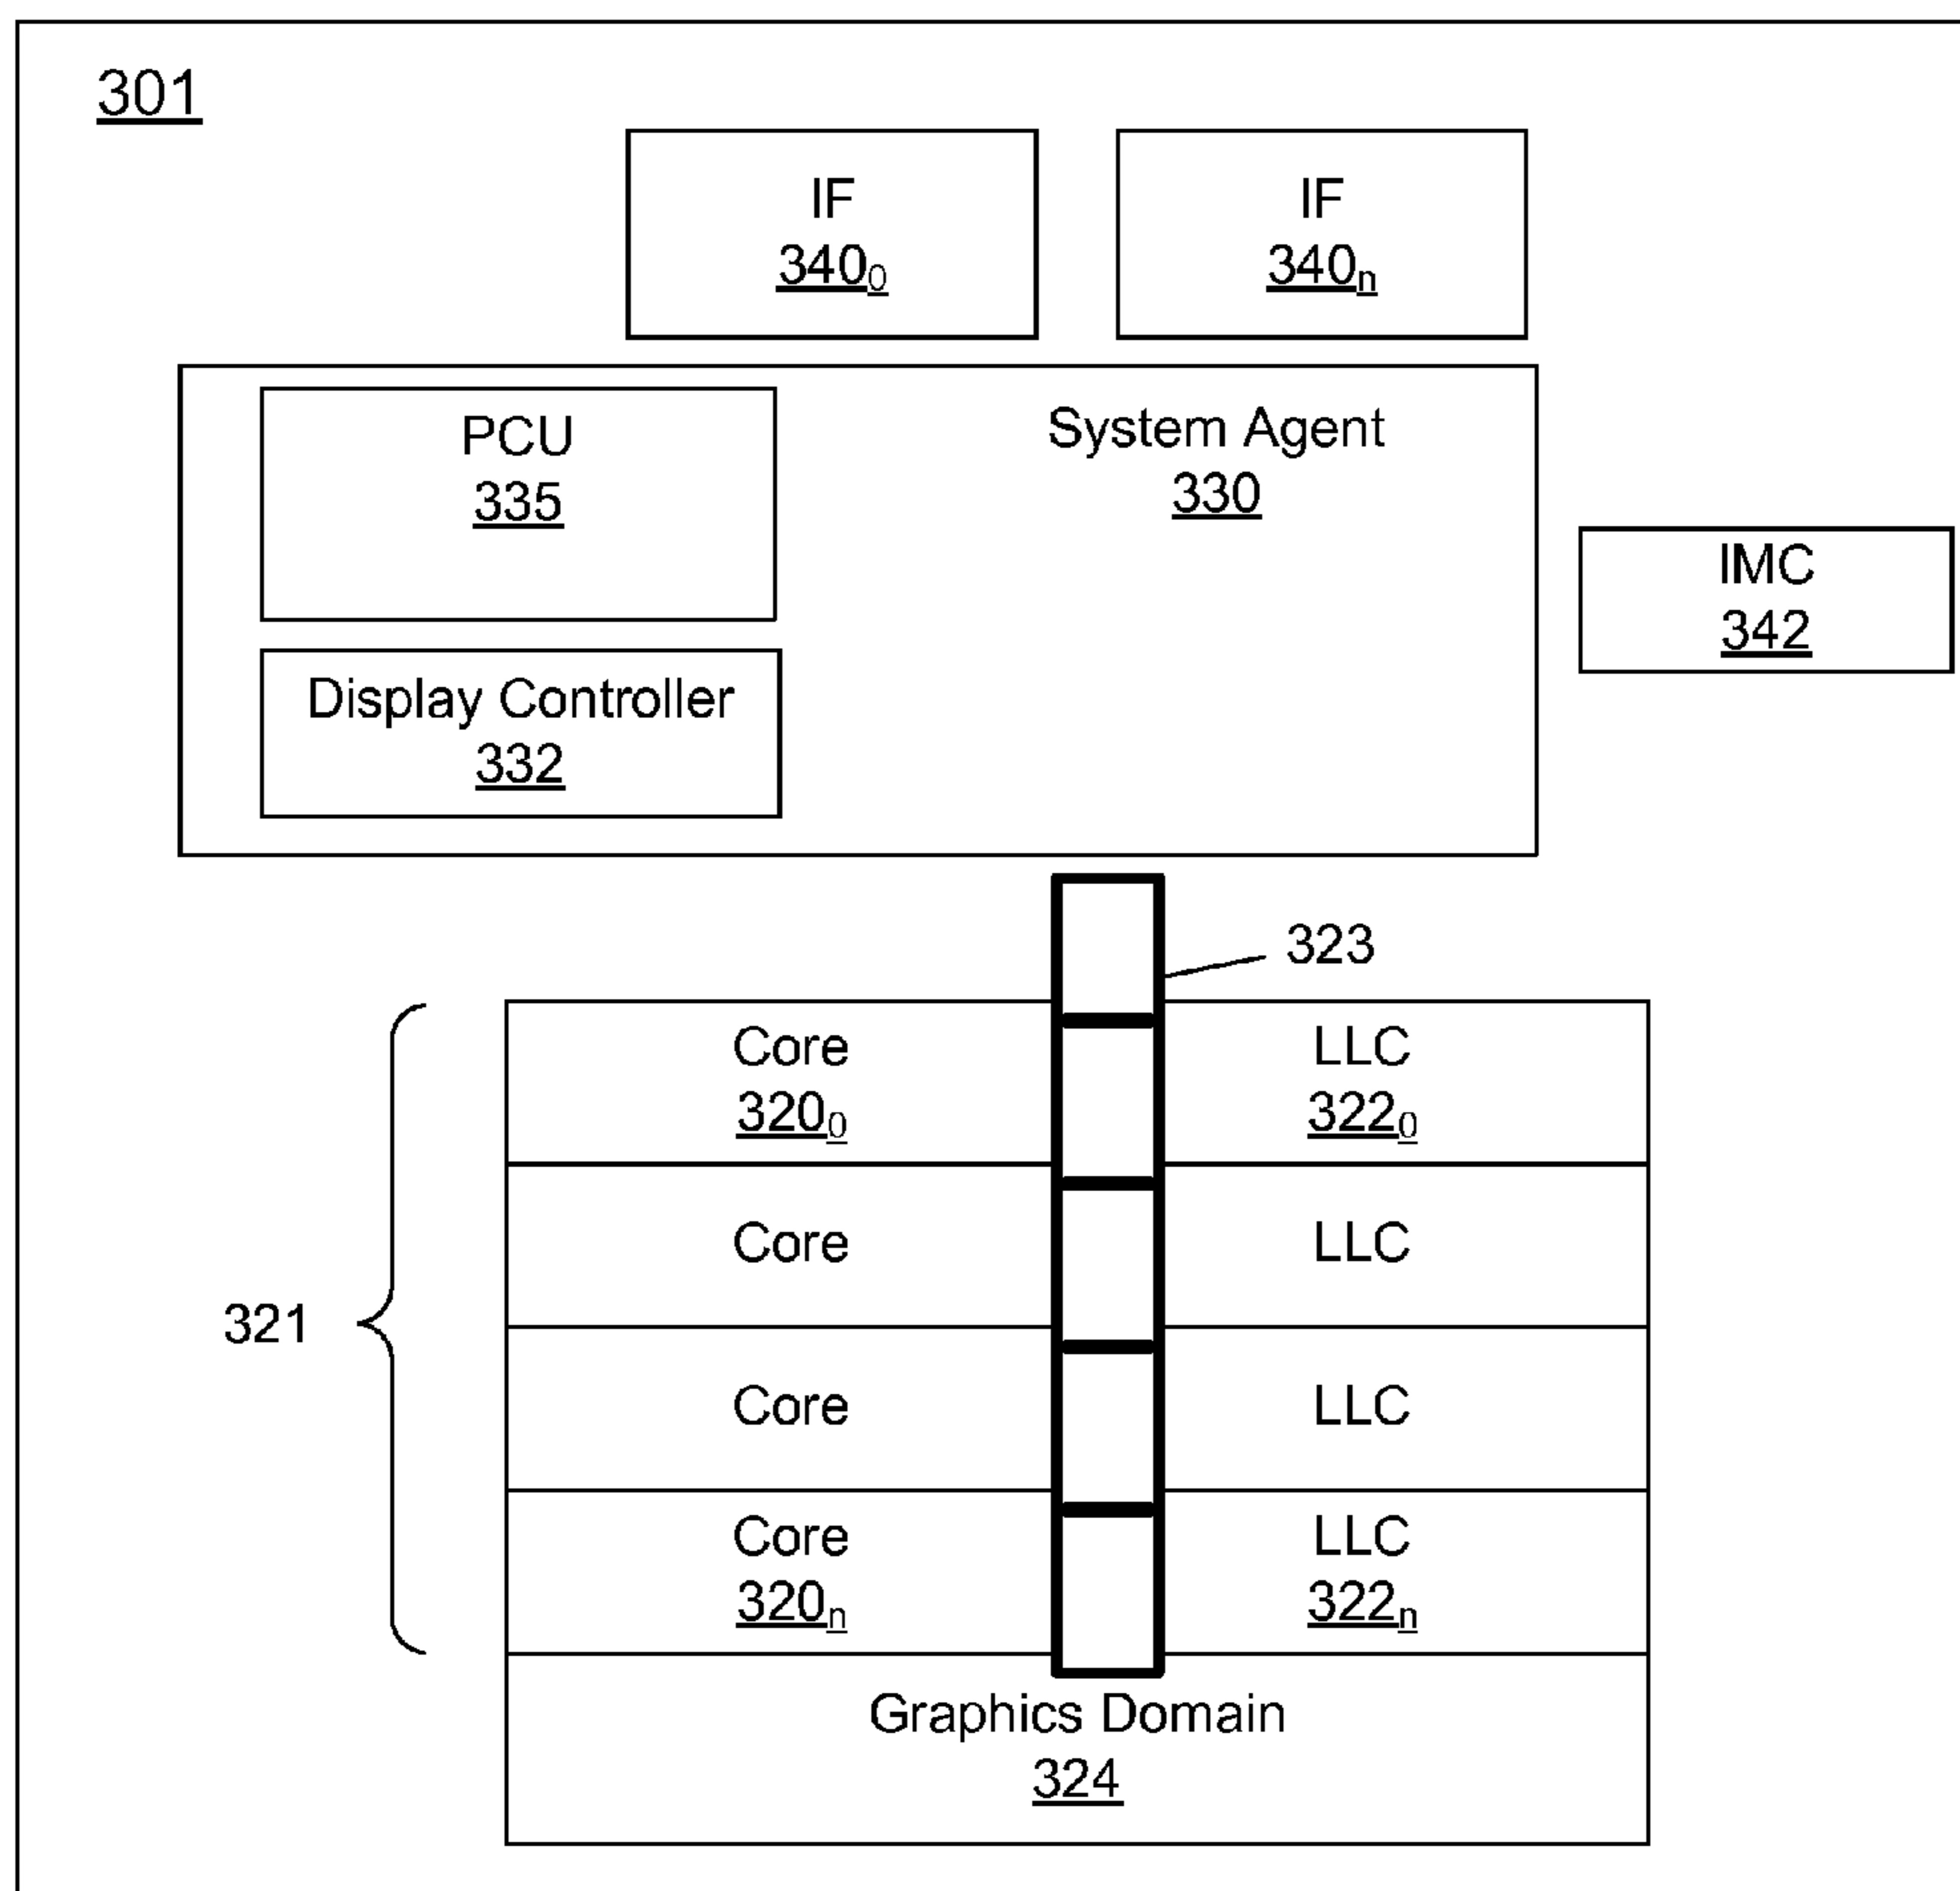 301
IF
340₀
IF
340ₙ
PCU
335
System Agent
330
Display Controller
332
IMC
342
323
321
Core
320₀
LLC
322₀
Core
LLC
Core
LLC
Core
320ₙ
LLC
322ₙ
Graphics Domain
324